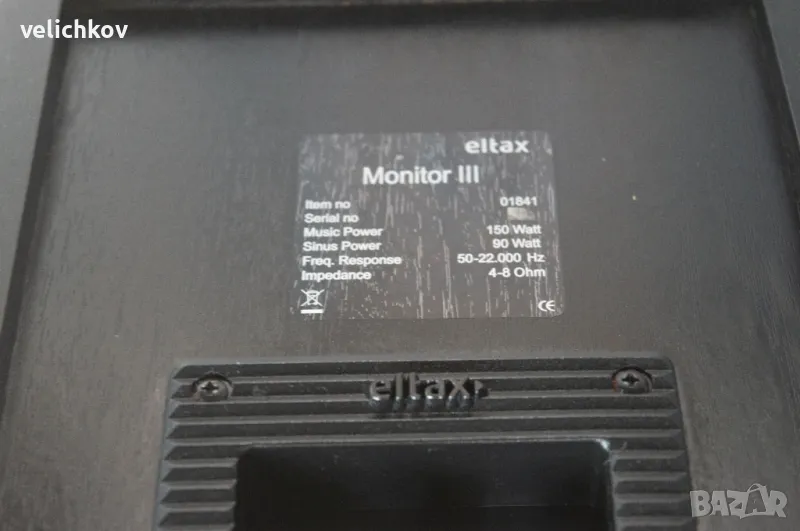 velichkov
eltax
Monitor III
Item no 01841
Serial no
Music Power 150 Watt
Sinus Power 90 Watt
Freq. Response 50-22.000 Hz
Impedance 4-8 Ohm
CE
eltax
BAZAR